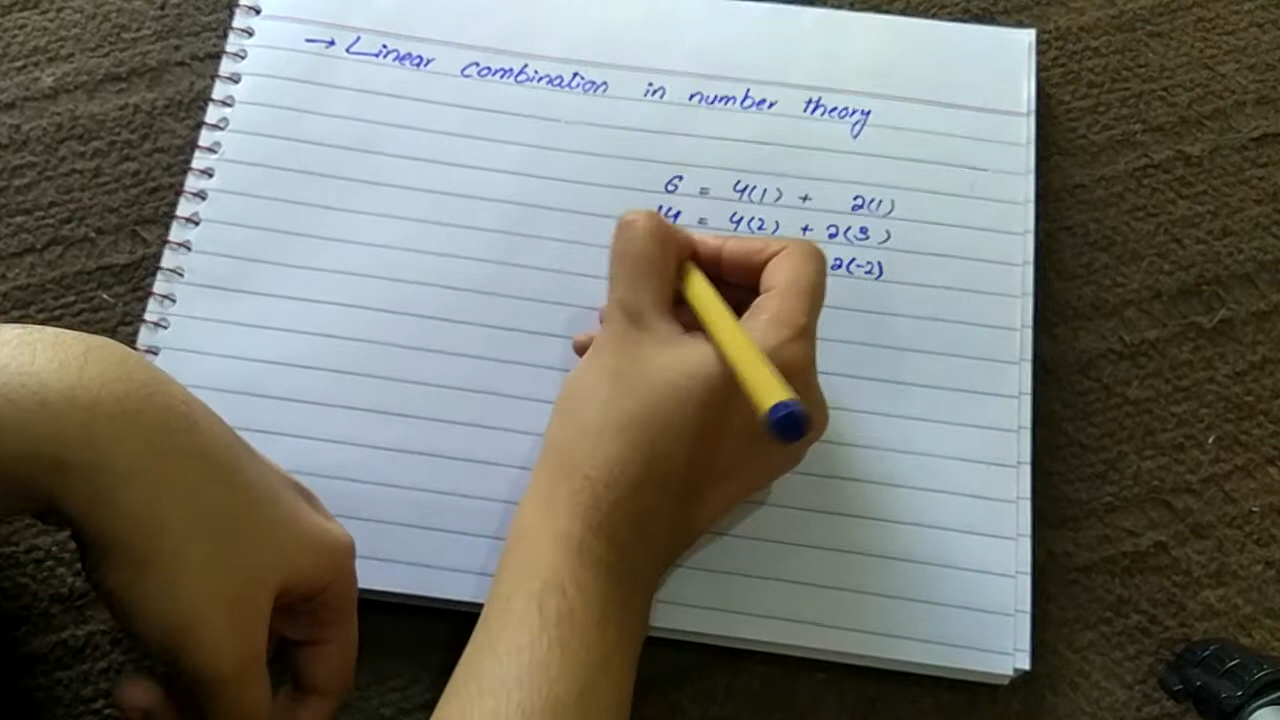 → Linear combination in number theory
6 = 4(1) + 2(1)
14 = 4(2) + 2(3)
2(-2)